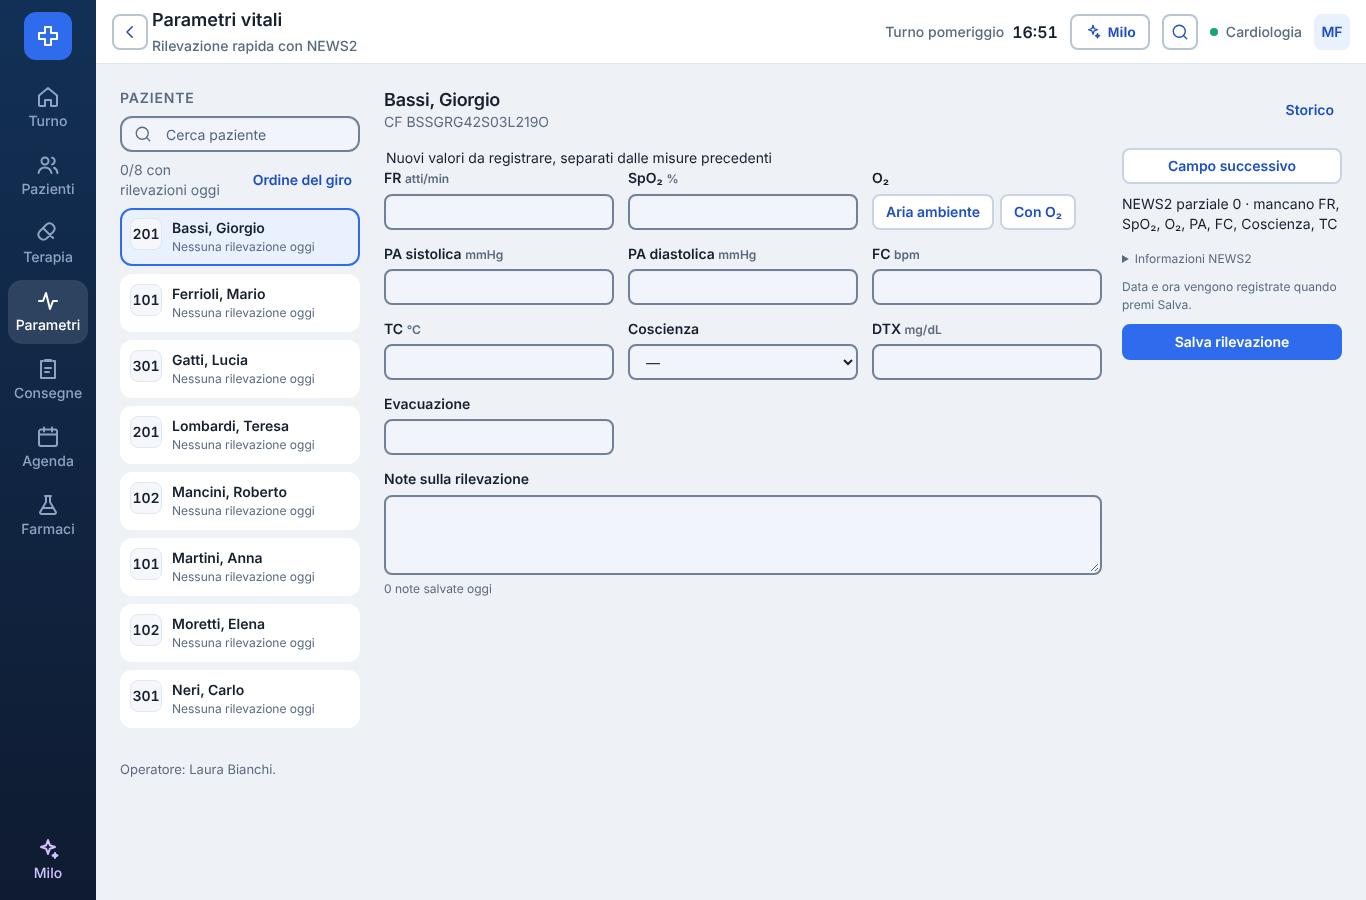 Parametri vitali
Rilevazione rapida con NEWS2
Turno pomeriggio 16:51
Milo
Cardiologia
MF
Turno
Pazienti
Terapia
Parametri
Consegne
Agenda
Farmaci
Milo
PAZIENTE
Cerca paziente
0/8 con
rilevazioni oggi
Ordine del giro
201 Bassi, Giorgio
Nessuna rilevazione oggi
101 Ferrioli, Mario
Nessuna rilevazione oggi
301 Gatti, Lucia
Nessuna rilevazione oggi
201 Lombardi, Teresa
Nessuna rilevazione oggi
102 Mancini, Roberto
Nessuna rilevazione oggi
101 Martini, Anna
Nessuna rilevazione oggi
102 Moretti, Elena
Nessuna rilevazione oggi
301 Neri, Carlo
Nessuna rilevazione oggi
Operatore: Laura Bianchi.
Bassi, Giorgio
CF BSSGRG42S03L219O
Storico
Nuovi valori da registrare, separati dalle misure precedenti
FR atti/min
SpO₂ %
O₂
Aria ambiente
Con O₂
PA sistolica mmHg
PA diastolica mmHg
FC bpm
TC °C
Coscienza
—
DTX mg/dL
Evacuazione
Note sulla rilevazione
0 note salvate oggi
Campo successivo
NEWS2 parziale 0 · mancano FR,
SpO₂, O₂, PA, FC, Coscienza, TC
Informazioni NEWS2
Data e ora vengono registrate quando
premi Salva.
Salva rilevazione